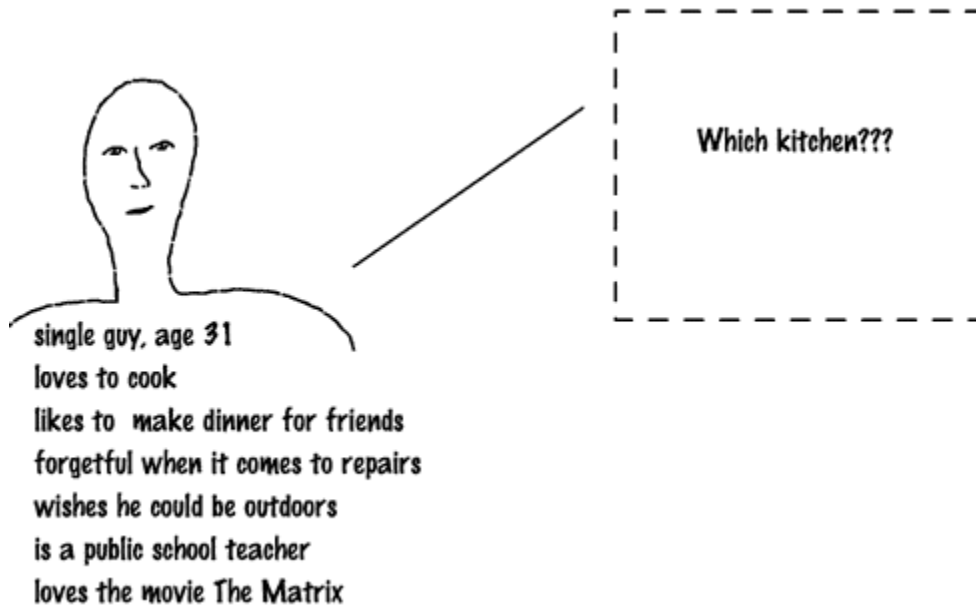 Which kitchen???
single guy, age 31
loves to cook
likes to make dinner for friends
forgetful when it comes to repairs
wishes he could be outdoors
is a public school teacher
loves the movie The Matrix